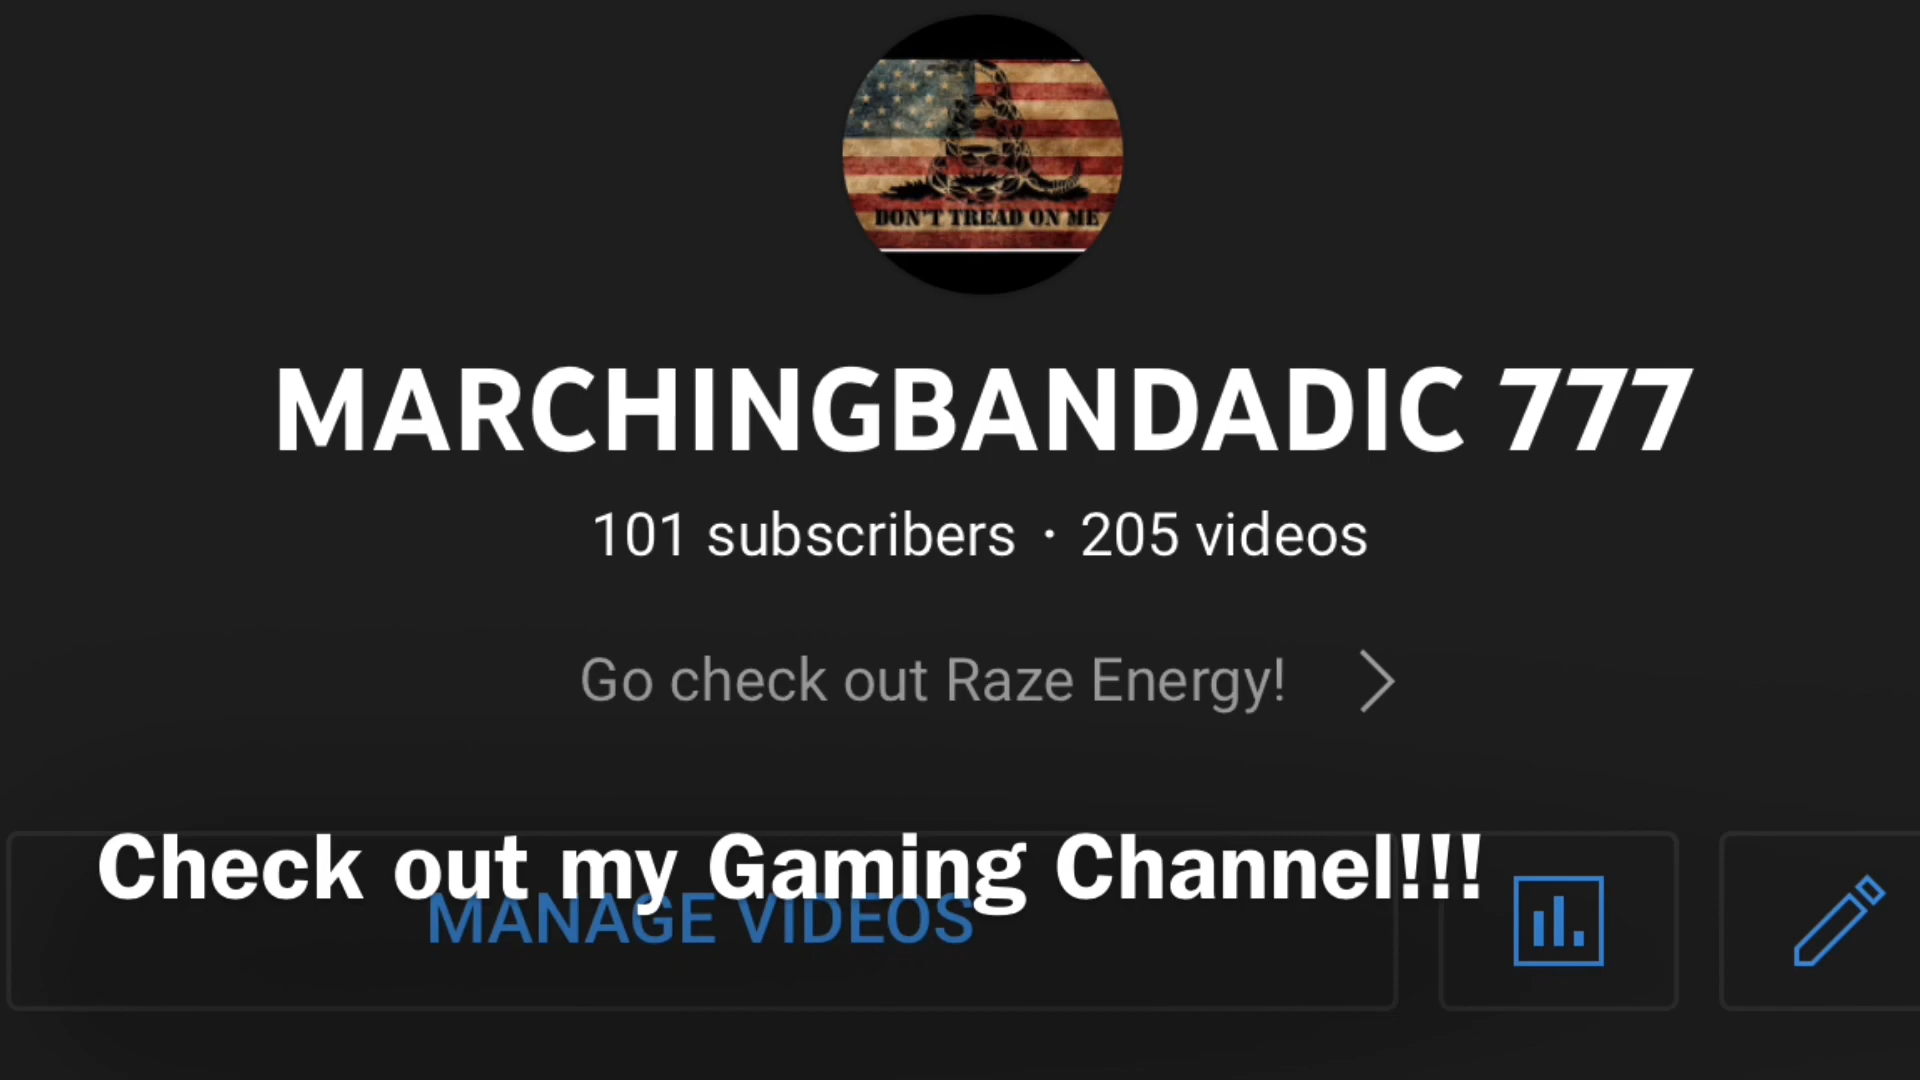 DON'T TREAD ON ME
MARCHINGBANDADIC 777
101 subscribers · 205 videos
Go check out Raze Energy!
Check out my Gaming Channel!!!
MANAGE VIDEOS